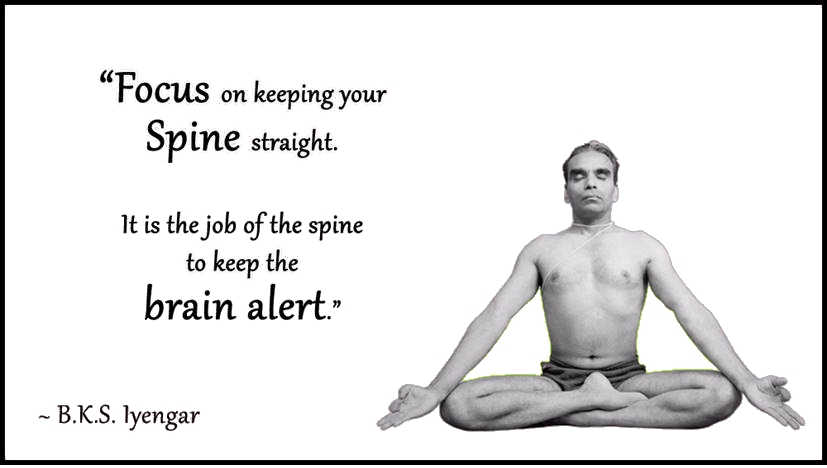 “Focus on keeping your
Spine straight.
It is the job of the spine
to keep the
brain alert.”
~ B.K.S. Iyengar